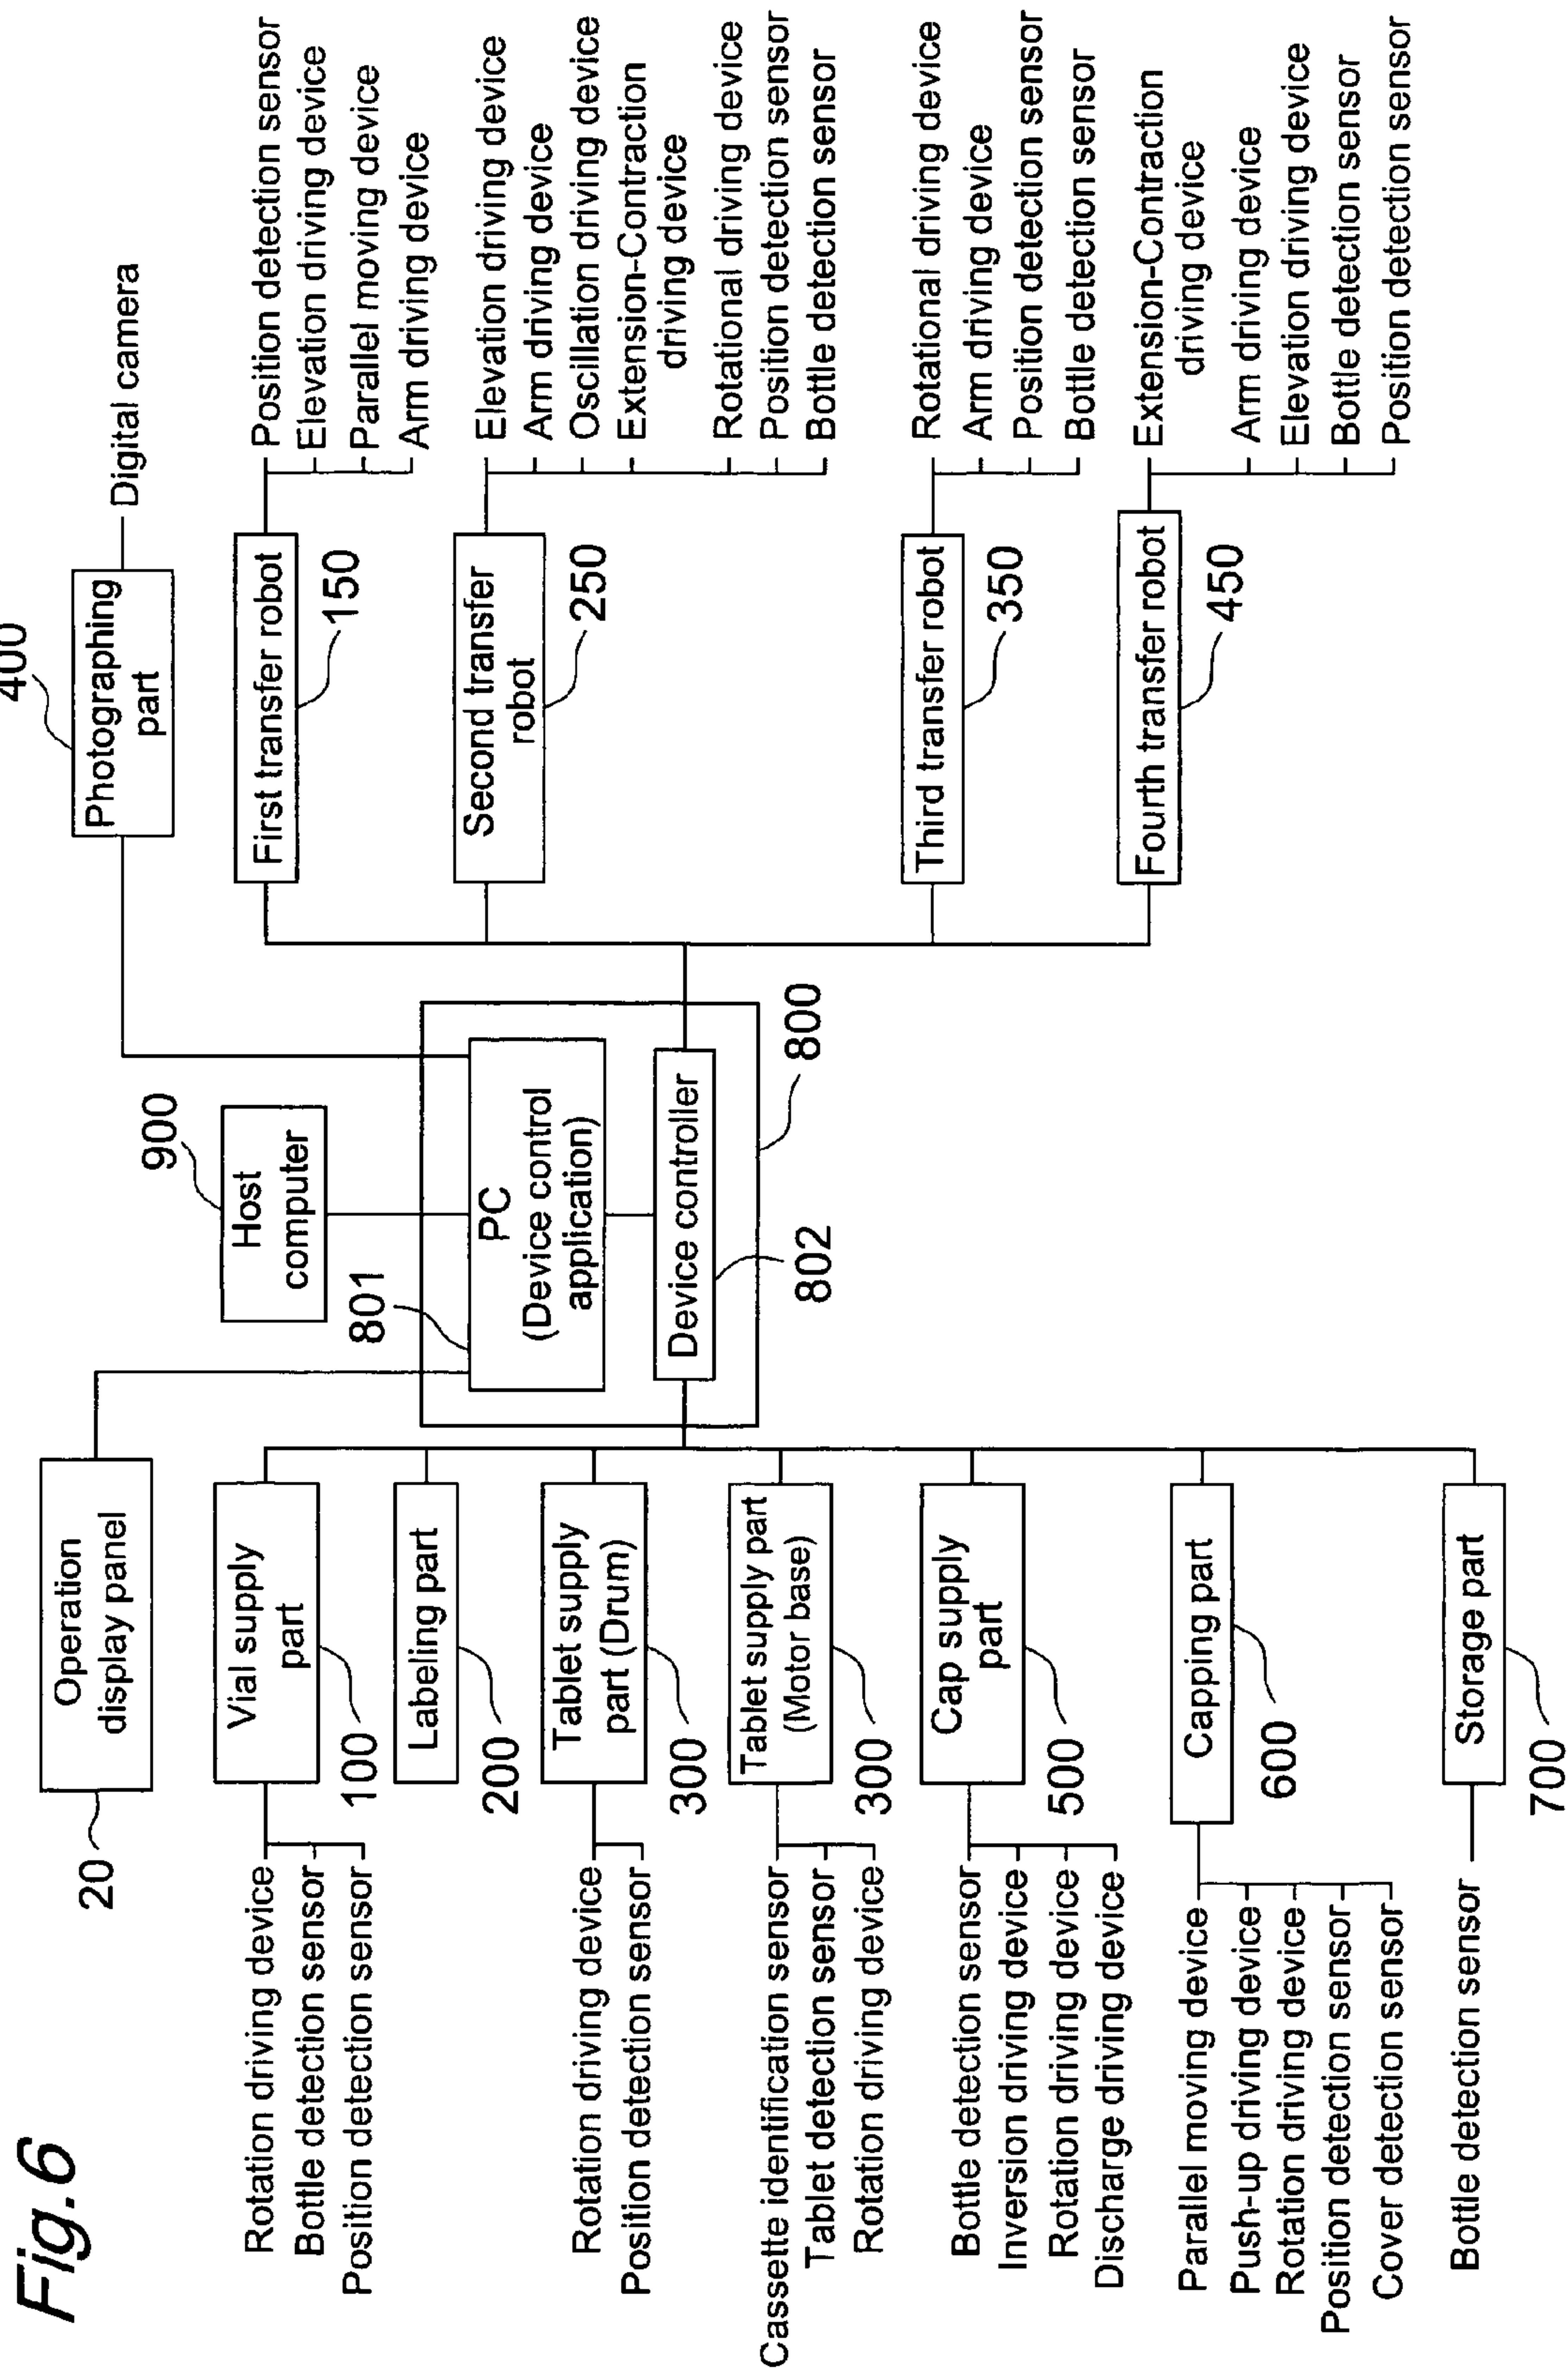 Fig.6
Operation
display panel
20
Host
computer
900
Photographing
part
400
Digital camera
PC
(Device control
application)
801
Device controller
802
800
Rotation driving device
Bottle detection sensor
Position detection sensor
Vial supply
part
100
Labeling part
200
Rotation driving device
Position detection sensor
Tablet supply
part (Drum)
300
Cassette identification sensor
Tablet detection sensor
Rotation driving device
Tablet supply part
(Motor base)
300
Bottle detection sensor
Inversion driving device
Rotation driving device
Discharge driving device
Cap supply
part
500
Parallel moving device
Push-up driving device
Rotation driving device
Position detection sensor
Cover detection sensor
Capping part
600
Bottle detection sensor
Storage part
700
First transfer robot
150
Position detection sensor
Elevation driving device
Parallel moving device
Arm driving device
Second transfer
robot
250
Elevation driving device
Arm driving device
Oscillation driving device
Extension-Contraction
driving device
Rotational driving device
Position detection sensor
Bottle detection sensor
Third transfer robot
350
Rotational driving device
Arm driving device
Position detection sensor
Bottle detection sensor
Fourth transfer robot
450
Extension-Contraction
driving device
Arm driving device
Elevation driving device
Bottle detection sensor
Position detection sensor